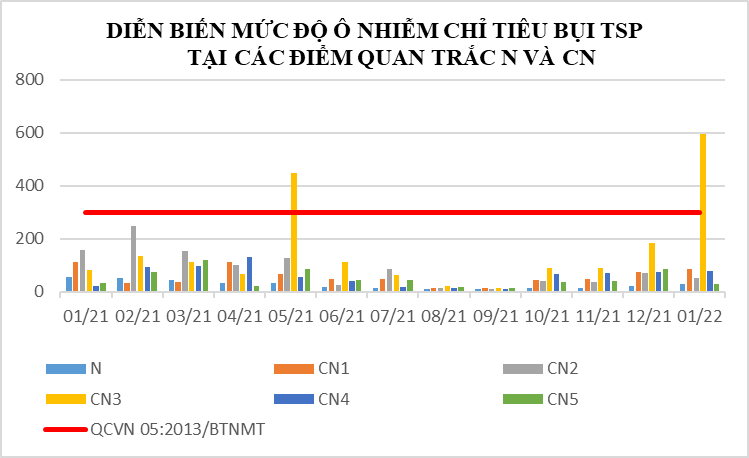 DIỄN BIẾN MỨC ĐỘ Ô NHIỄM CHỈ TIÊU BỤI TSP
TẠI CÁC ĐIỂM QUAN TRẮC N VÀ CN
800
600
400
200
0
01/21 02/21 03/21 04/21 05/21 06/21 07/21 08/21 09/21 10/21 11/21 12/21 01/22
N CN1 CN2
CN3 CN4 CN5
QCVN 05:2013/BTNMT